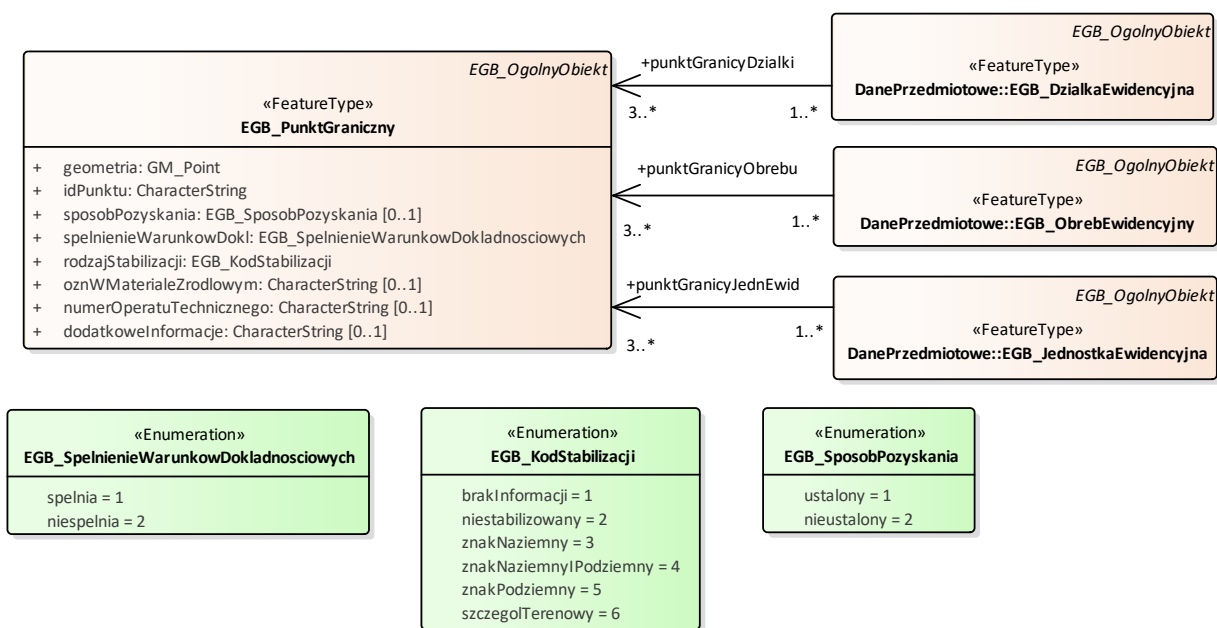 EGB_OgolnyObiekt
«FeatureType»
EGB_PunktGraniczny
+ geometria: GM_Point
+ idPunktu: CharacterString
+ sposobPozyskania: EGB_SposobPozyskania [0..1]
+ spelnienieWarunkowDokl: EGB_SpelnienieWarunkowDokladnosciowych
+ rodzajStabilizacji: EGB_KodStabilizacji
+ oznWMaterialeZrodlowym: CharacterString [0..1]
+ numerOperatuTechnicznego: CharacterString [0..1]
+ dodatkoweInformacje: CharacterString [0..1]
+punktGranicyDzialki
3..*
1..*
EGB_OgolnyObiekt
«FeatureType»
DanePrzedmiotowe::EGB_DzialkaEwidencyjna
+punktGranicyObrebu
3..*
1..*
EGB_OgolnyObiekt
«FeatureType»
DanePrzedmiotowe::EGB_ObrebEwidencyjny
+punktGranicyJednEwid
3..*
1..*
EGB_OgolnyObiekt
«FeatureType»
DanePrzedmiotowe::EGB_JednostkaEwidencyjna
«Enumeration»
EGB_SpelnienieWarunkowDokladnosciowych
spelnia = 1
niespelnia = 2
«Enumeration»
EGB_KodStabilizacji
brakInformacji = 1
niestabilizowany = 2
znakNaziemny = 3
znakNaziemnyIPodziemny = 4
znakPodziemny = 5
szczegolTerenowy = 6
«Enumeration»
EGB_SposobPozyskania
ustalony = 1
nieustalony = 2